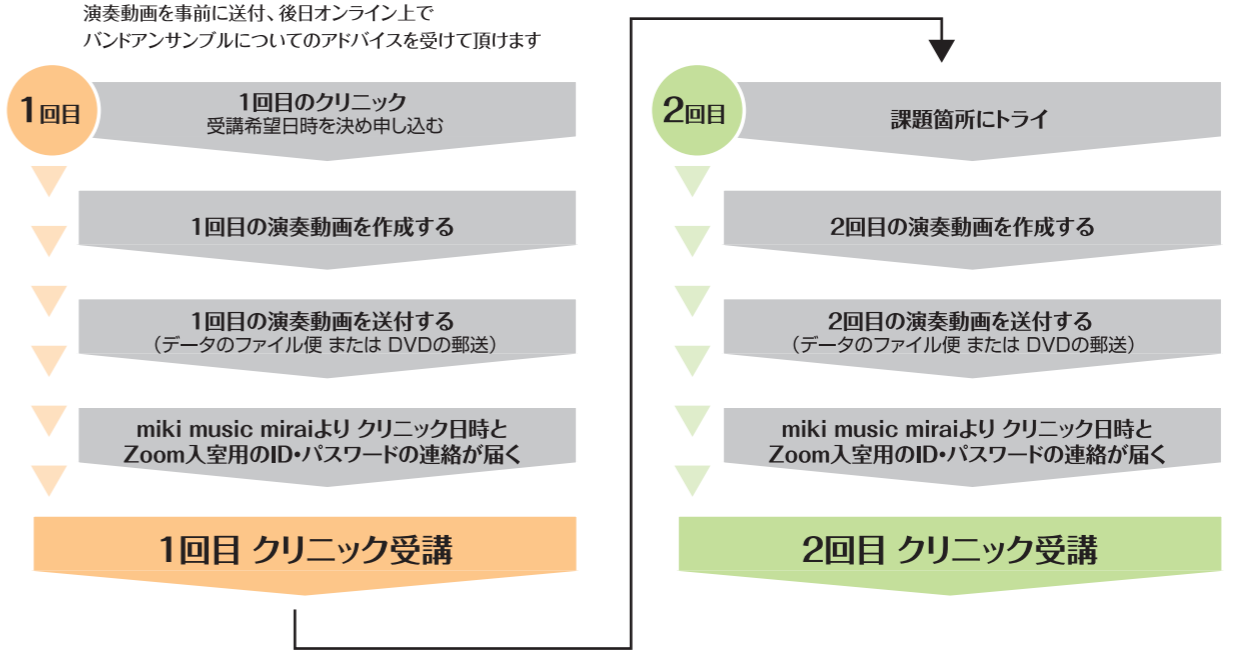 演奏動画を事前に送付、後日オンライン上で
バンドアンサンブルについてのアドバイスを受けて頂けます
1回目
1回目のクリニック
受講希望日時を決め申し込む
1回目の演奏動画を作成する
1回目の演奏動画を送付する
（データのファイル便 または DVDの郵送）
miki music miraiより クリニック日時と
Zoom入室用のID・パスワードの連絡が届く
1回目 クリニック受講
2回目
課題箇所にトライ
2回目の演奏動画を作成する
2回目の演奏動画を送付する
（データのファイル便 または DVDの郵送）
miki music miraiより クリニック日時と
Zoom入室用のID・パスワードの連絡が届く
2回目 クリニック受講